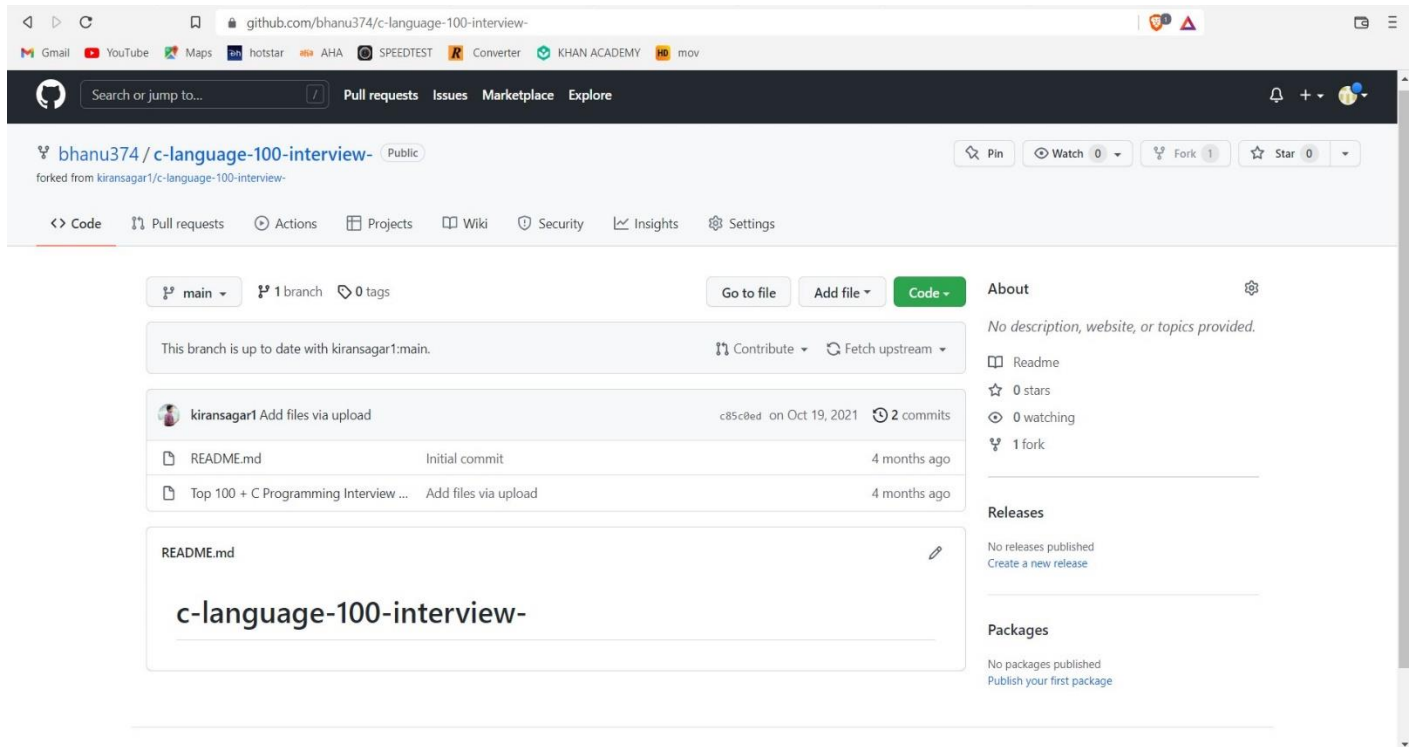 github.com/bhanu374/c-language-100-interview-
Gmail YouTube Maps hotstar AHA SPEEDTEST Converter KHAN ACADEMY mov
Search or jump to... / Pull requests Issues Marketplace Explore
bhanu374 / c-language-100-interview- Public
Pin Watch 0 Fork 1 Star 0
forked from kiransagar1/c-language-100-interview-
<> Code Pull requests Actions Projects Wiki Security Insights Settings
main 1 branch 0 tags Go to file Add file Code
This branch is up to date with kiransagar1:main. Contribute Fetch upstream
kiransagar1 Add files via upload c85c0ed on Oct 19, 2021 2 commits
README.md Initial commit 4 months ago
Top 100 + C Programming Interview ... Add files via upload 4 months ago
README.md
c-language-100-interview-
About
No description, website, or topics provided.
Readme
0 stars
0 watching
1 fork
Releases
No releases published
Create a new release
Packages
No packages published
Publish your first package